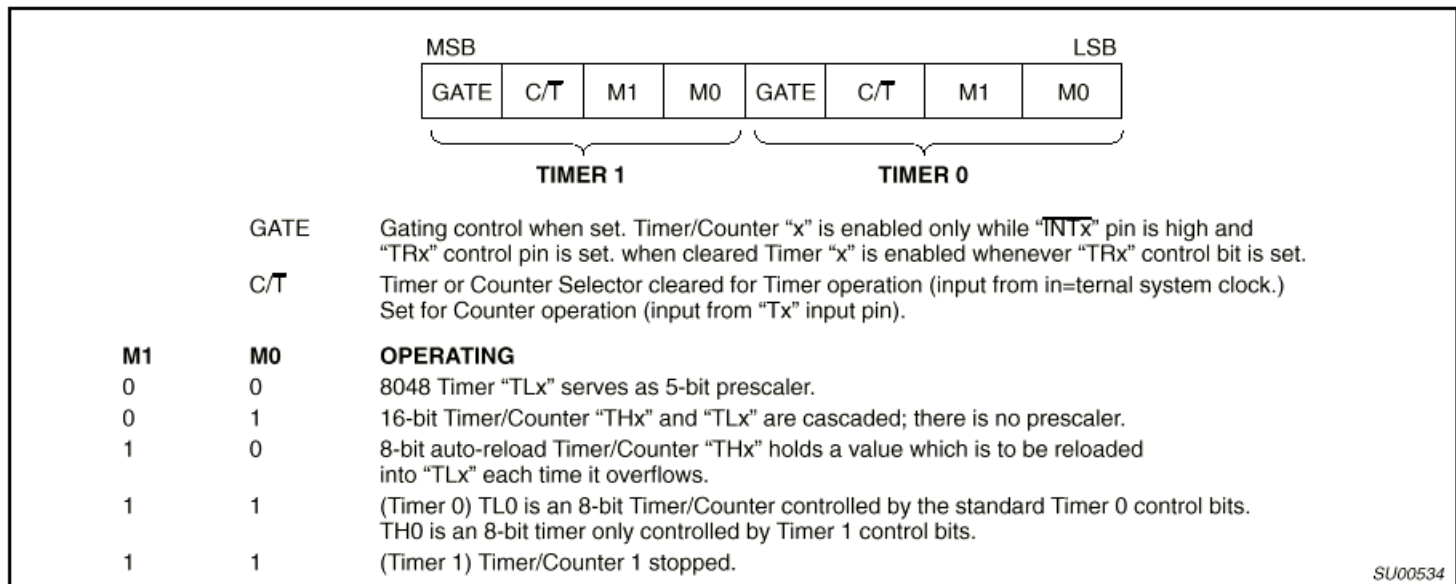 MSB LSB
GATE C/T̅ M1 M0 GATE C/T̅ M1 M0
TIMER 1 TIMER 0
GATE Gating control when set. Timer/Counter “x” is enabled only while “I̅N̅T̅x̅” pin is high and
“TRx” control pin is set. when cleared Timer “x” is enabled whenever “TRx” control bit is set.
C/T̅ Timer or Counter Selector cleared for Timer operation (input from in=ternal system clock.)
Set for Counter operation (input from “Tx” input pin).
M1 M0 OPERATING
0 0 8048 Timer “TLx” serves as 5-bit prescaler.
0 1 16-bit Timer/Counter “THx” and “TLx” are cascaded; there is no prescaler.
1 0 8-bit auto-reload Timer/Counter “THx” holds a value which is to be reloaded
into “TLx” each time it overflows.
1 1 (Timer 0) TL0 is an 8-bit Timer/Counter controlled by the standard Timer 0 control bits.
TH0 is an 8-bit timer only controlled by Timer 1 control bits.
1 1 (Timer 1) Timer/Counter 1 stopped.
SU00534